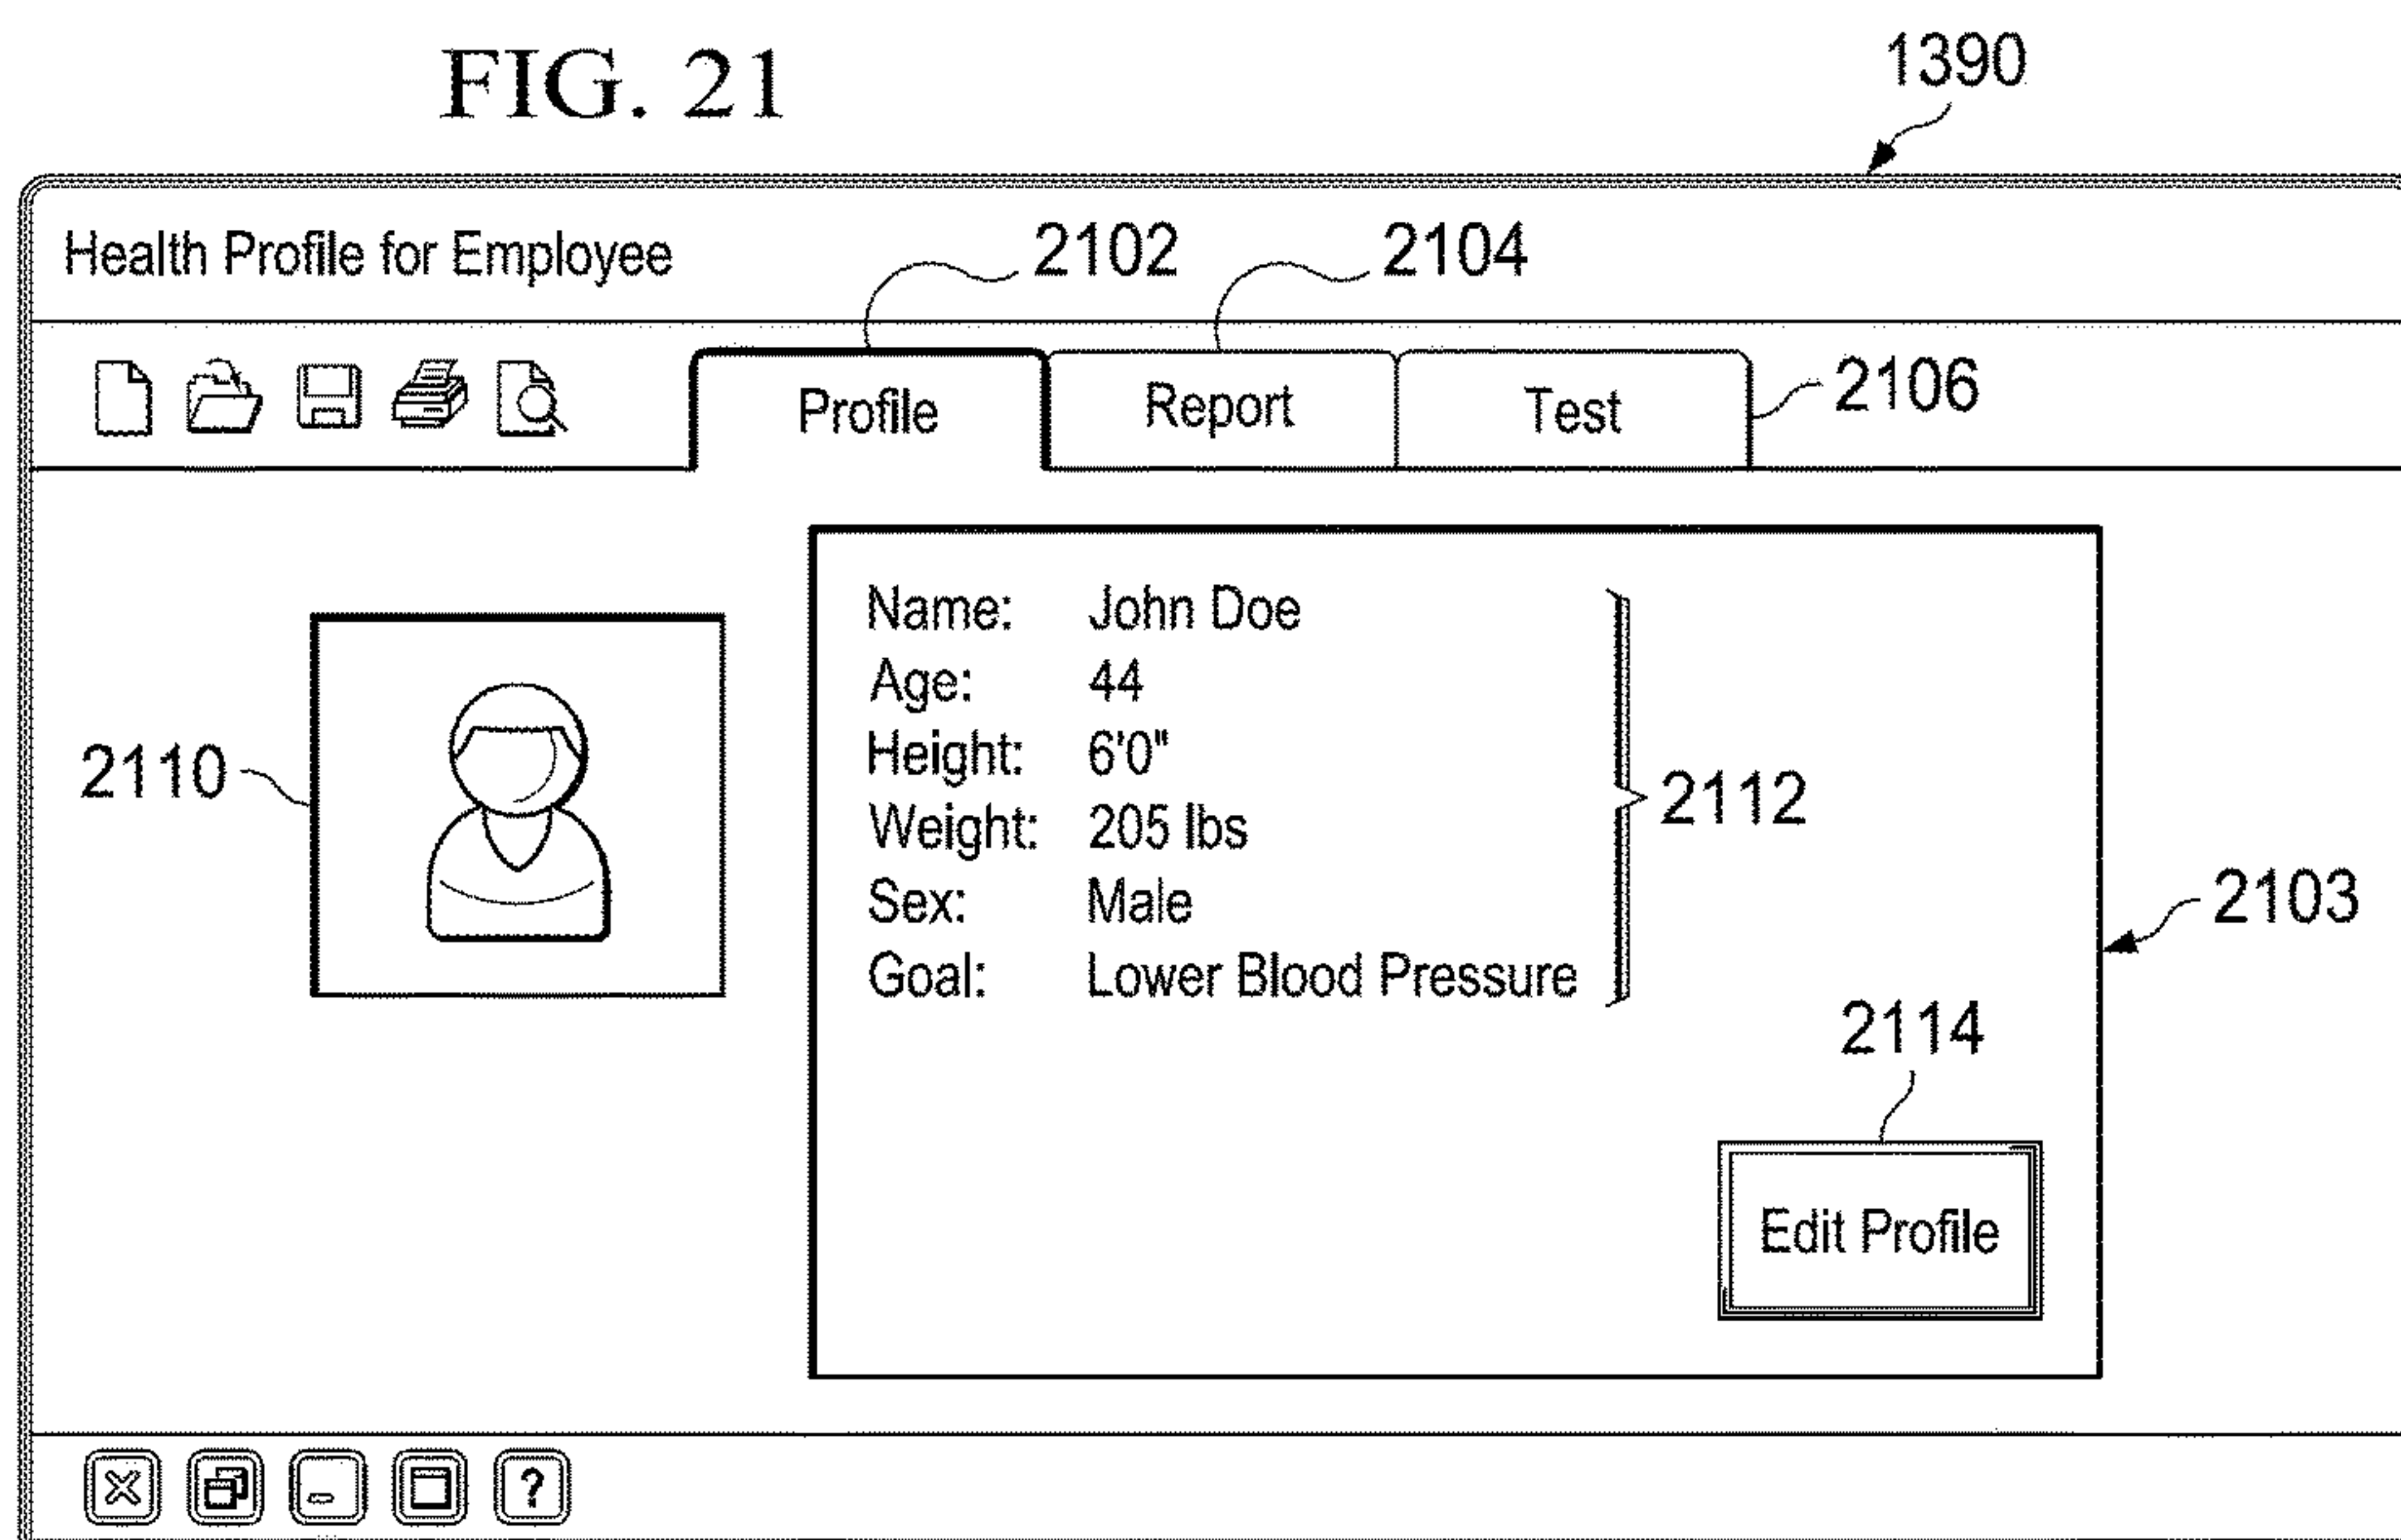 FIG. 21
1390
Health Profile for Employee
2102
2104
Profile
Report
Test
2106
Name: John Doe
Age: 44
Height: 6'0"
Weight: 205 lbs
Sex: Male
Goal: Lower Blood Pressure
2110
2112
2103
2114
Edit Profile
?